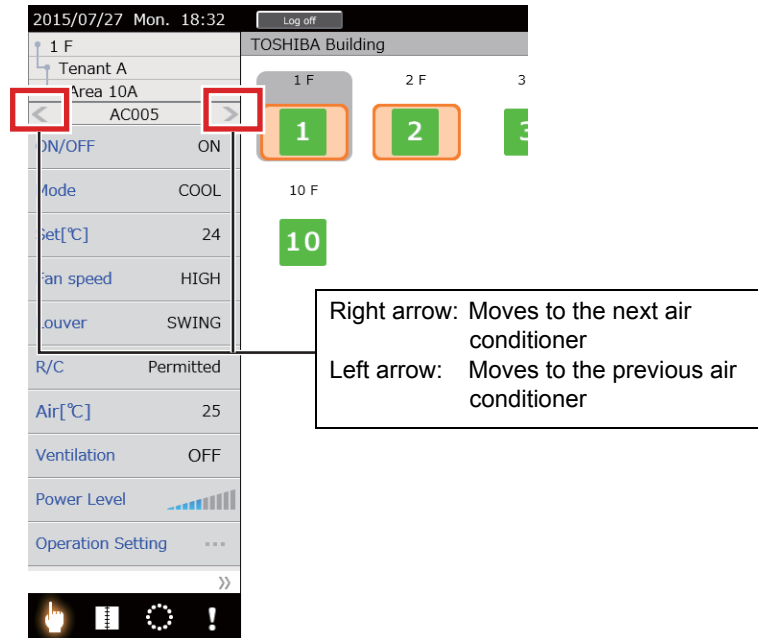 2015/07/27 Mon. 18:32
Log off
1 F
Tenant A
Area 10A
AC005
ON/OFF ON
Mode COOL
Set[℃] 24
Fan speed HIGH
Louver SWING
R/C Permitted
Air[℃] 25
Ventilation OFF
Power Level
Operation Setting ...
»
TOSHIBA Building
1 F 2 F 3
1 2 3
10 F
10
Right arrow: Moves to the next air
conditioner
Left arrow: Moves to the previous air
conditioner